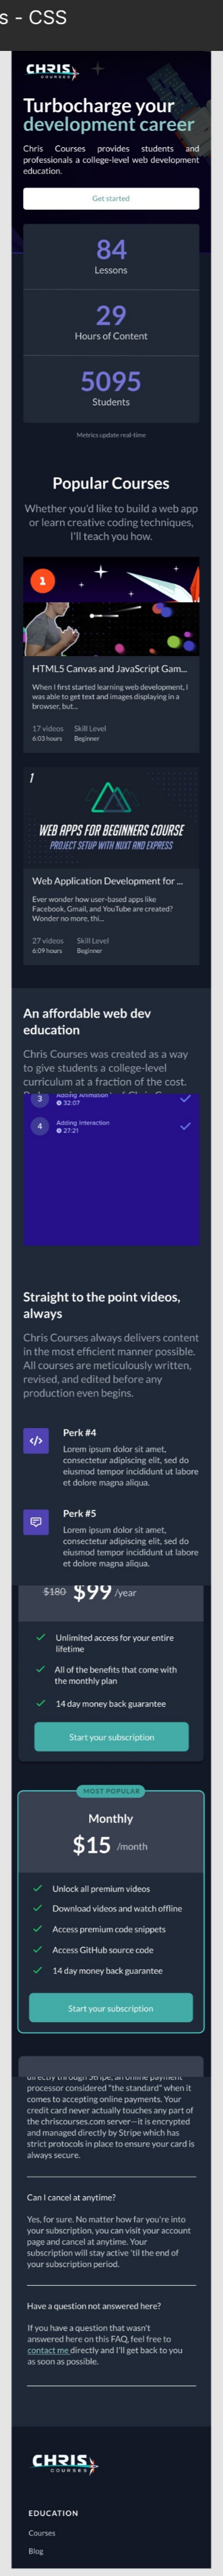 s - CSS
CHRIS
COURSES
Turbocharge your
development career
Chris Courses provides students and
professionals a college-level web development
education.
Get started
84
Lessons
29
Hours of Content
5095
Students
Metrics update real-time
Popular Courses
Whether you'd like to build a web app
or learn creative coding techniques,
I'll teach you how.
1
HTML5 Canvas and JavaScript Gam...
When I first started learning web development, I
was able to get text and images displaying in a
browser, but...
17 videos Skill Level
6:03 hours Beginner
1
WEB APPS FOR BEGINNERS COURSE
PROJECT SETUP WITH NUXT AND EXPRESS
Web Application Development for ...
Ever wonder how user-based apps like
Facebook, Gmail, and YouTube are created?
Wonder no more, thi...
27 videos Skill Level
6:09 hours Beginner
An affordable web dev
education
Chris Courses was created as a way
to give students a college-level
curriculum at a fraction of the cost.
3 Adding Animation
32:07
4 Adding Interaction
27:21
Straight to the point videos,
always
Chris Courses always delivers content
in the most efficient manner possible.
All courses are meticulously written,
revised, and edited before any
production even begins.
Perk #4
Lorem ipsum dolor sit amet,
consectetur adipiscing elit, sed do
eiusmod tempor incididunt ut labore
et dolore magna aliqua.
Perk #5
Lorem ipsum dolor sit amet,
consectetur adipiscing elit, sed do
eiusmod tempor incididunt ut labore
et dolore magna aliqua.
$180 $99 /year
Unlimited access for your entire
lifetime
All of the benefits that come with
the monthly plan
14 day money back guarantee
Start your subscription
MOST POPULAR
Monthly
$15 /month
Unlock all premium videos
Download videos and watch offline
Access premium code snippets
Access GitHub source code
14 day money back guarantee
Start your subscription
directly through Stripe, an online payment
processor considered "the standard" when it
comes to accepting online payments. Your
credit card never actually touches any part of
the chriscourses.com server—it is encrypted
and managed directly by Stripe which has
strict protocols in place to ensure your card is
always secure.
Can I cancel at anytime?
Yes, for sure. No matter how far you're into
your subscription, you can visit your account
page and cancel at anytime. Your
subscription will stay active 'til the end of
your subscription period.
Have a question not answered here?
If you have a question that wasn't
answered here on this FAQ, feel free to
contact me directly and I'll get back to you
as soon as possible.
CHRIS
COURSES
EDUCATION
Courses
Blog